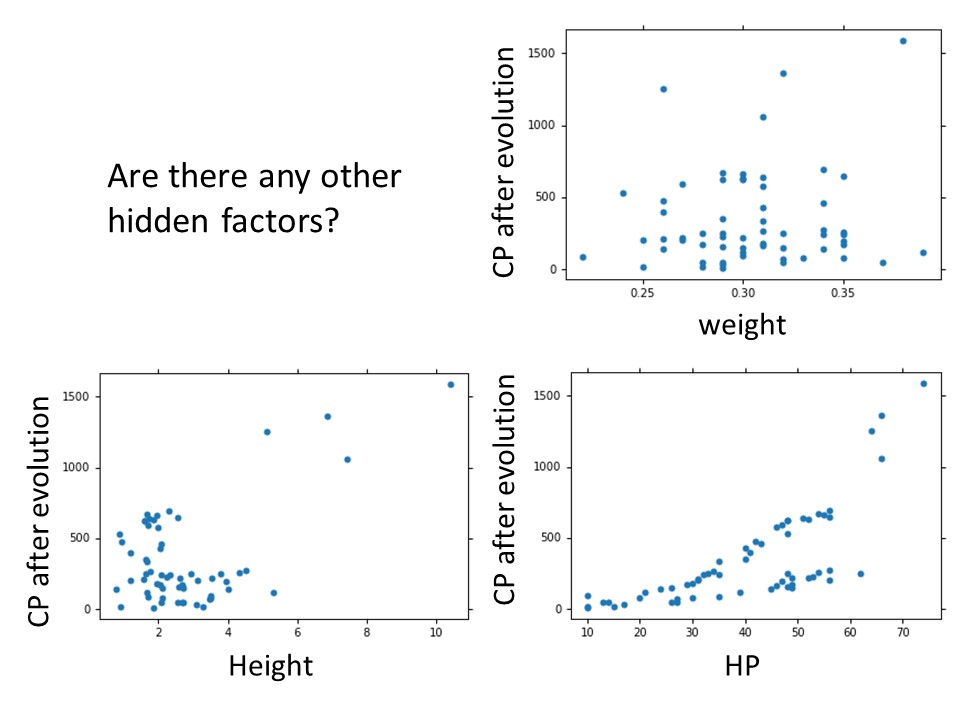 Are there any other
hidden factors?
CP after evolution
1500
1000
500
0
0.25 0.30 0.35
weight
CP after evolution
1500
1000
500
0
2 4 6 8 10
Height
CP after evolution
1500
1000
500
0
10 20 30 40 50 60 70
HP